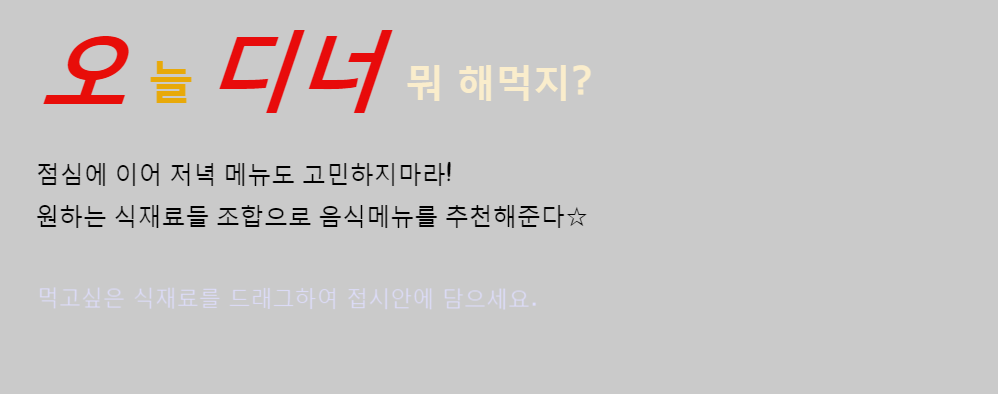 오늘 디너 뭐 해먹지?
점심에 이어 저녁 메뉴도 고민하지마라!
원하는 식재료들 조합으로 음식메뉴를 추천해준다☆
먹고싶은 식재료를 드래그하여 접시안에 담으세요.